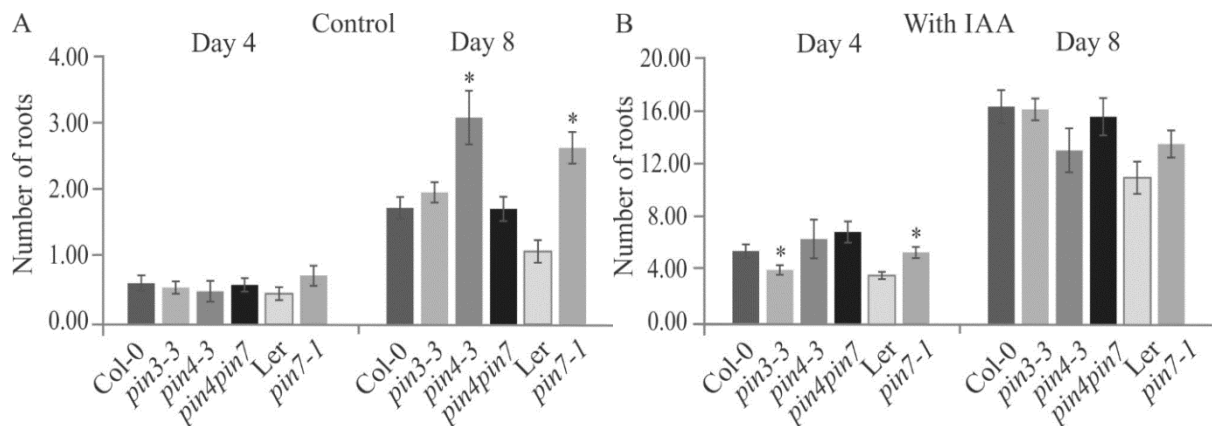 A Control B With IAA
Day 4 Day 8 Day 4 Day 8
Number of roots
4.00
3.00
2.00
1.00
0.00
* *
Col-0 pin3-3 pin4-3 pin4pin7 Ler pin7-1 Col-0 pin3-3 pin4-3 pin4pin7 Ler pin7-1
Number of roots
20.00
16.00
12.00
8.00
4.00
0.00
* *
Col-0 pin3-3 pin4-3 pin4pin7 Ler pin7-1 Col-0 pin3-3 pin4-3 pin4pin7 Ler pin7-1